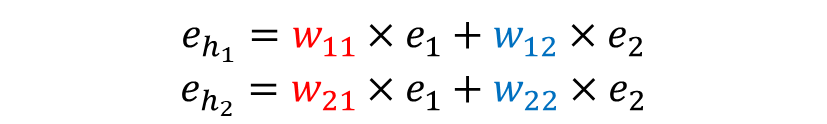 e_{h_1} = w_{11} × e_1 + w_{12} × e_2
e_{h_2} = w_{21} × e_1 + w_{22} × e_2